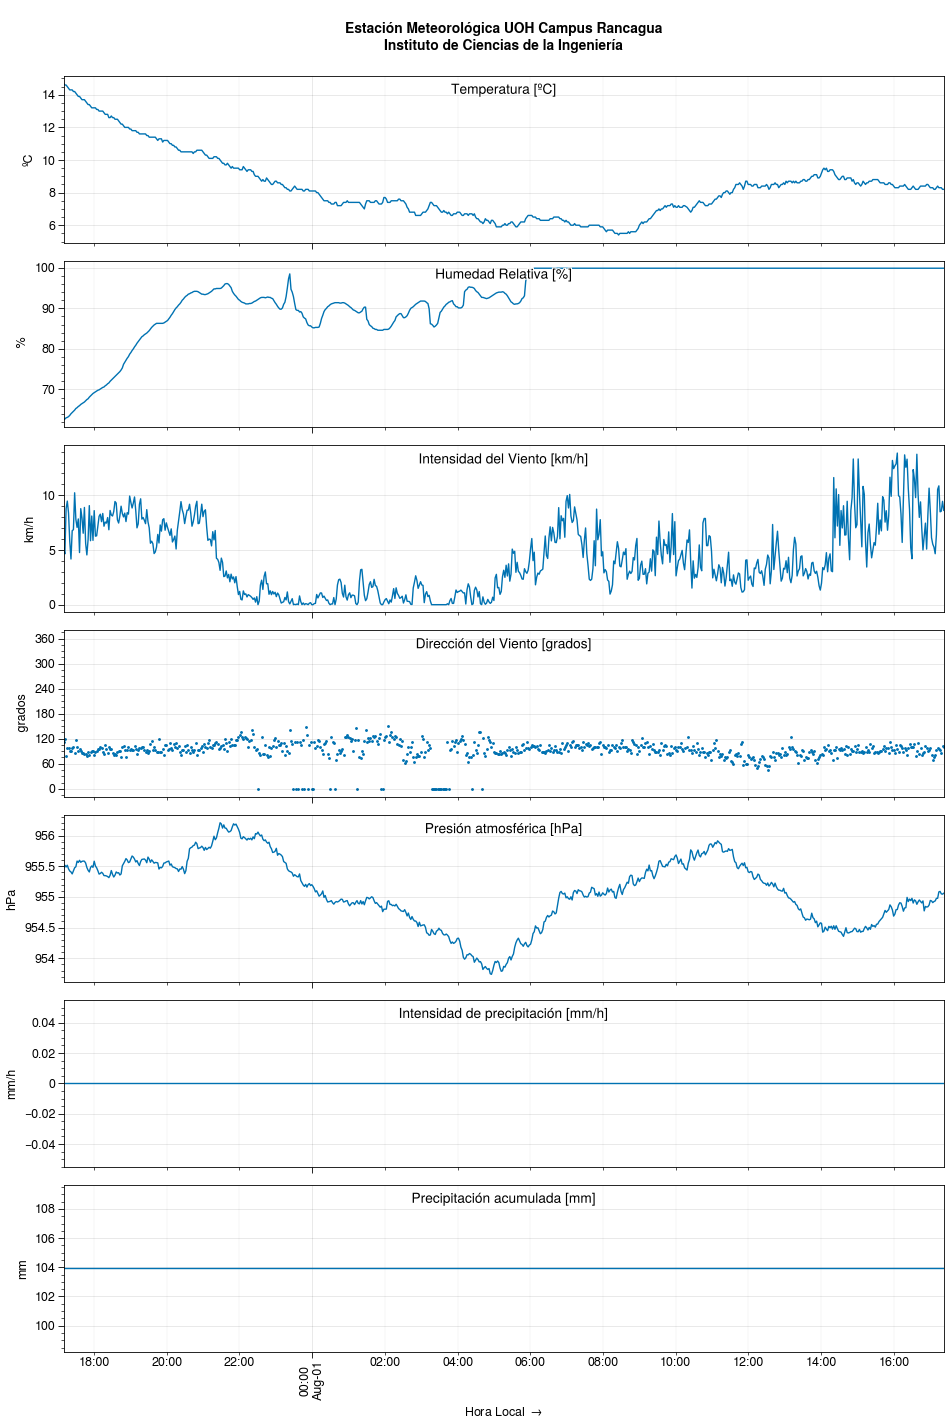 Estación Meteorológica UOH Campus Rancagua
Instituto de Ciencias de la Ingeniería
Temperatura [ºC]
ºC
14
12
10
8
6
Humedad Relativa [%]
%
100
90
80
70
Intensidad del Viento [km/h]
km/h
10
5
0
Dirección del Viento [grados]
grados
360
300
240
180
120
60
0
Presión atmosférica [hPa]
hPa
956
955.5
955
954.5
954
Intensidad de precipitación [mm/h]
mm/h
0.04
0.02
0
−0.02
−0.04
Precipitación acumulada [mm]
mm
108
106
104
102
100
18:00 20:00 22:00 00:00 02:00 04:00 06:00 08:00 10:00 12:00 14:00 16:00
Aug-01
Hora Local →